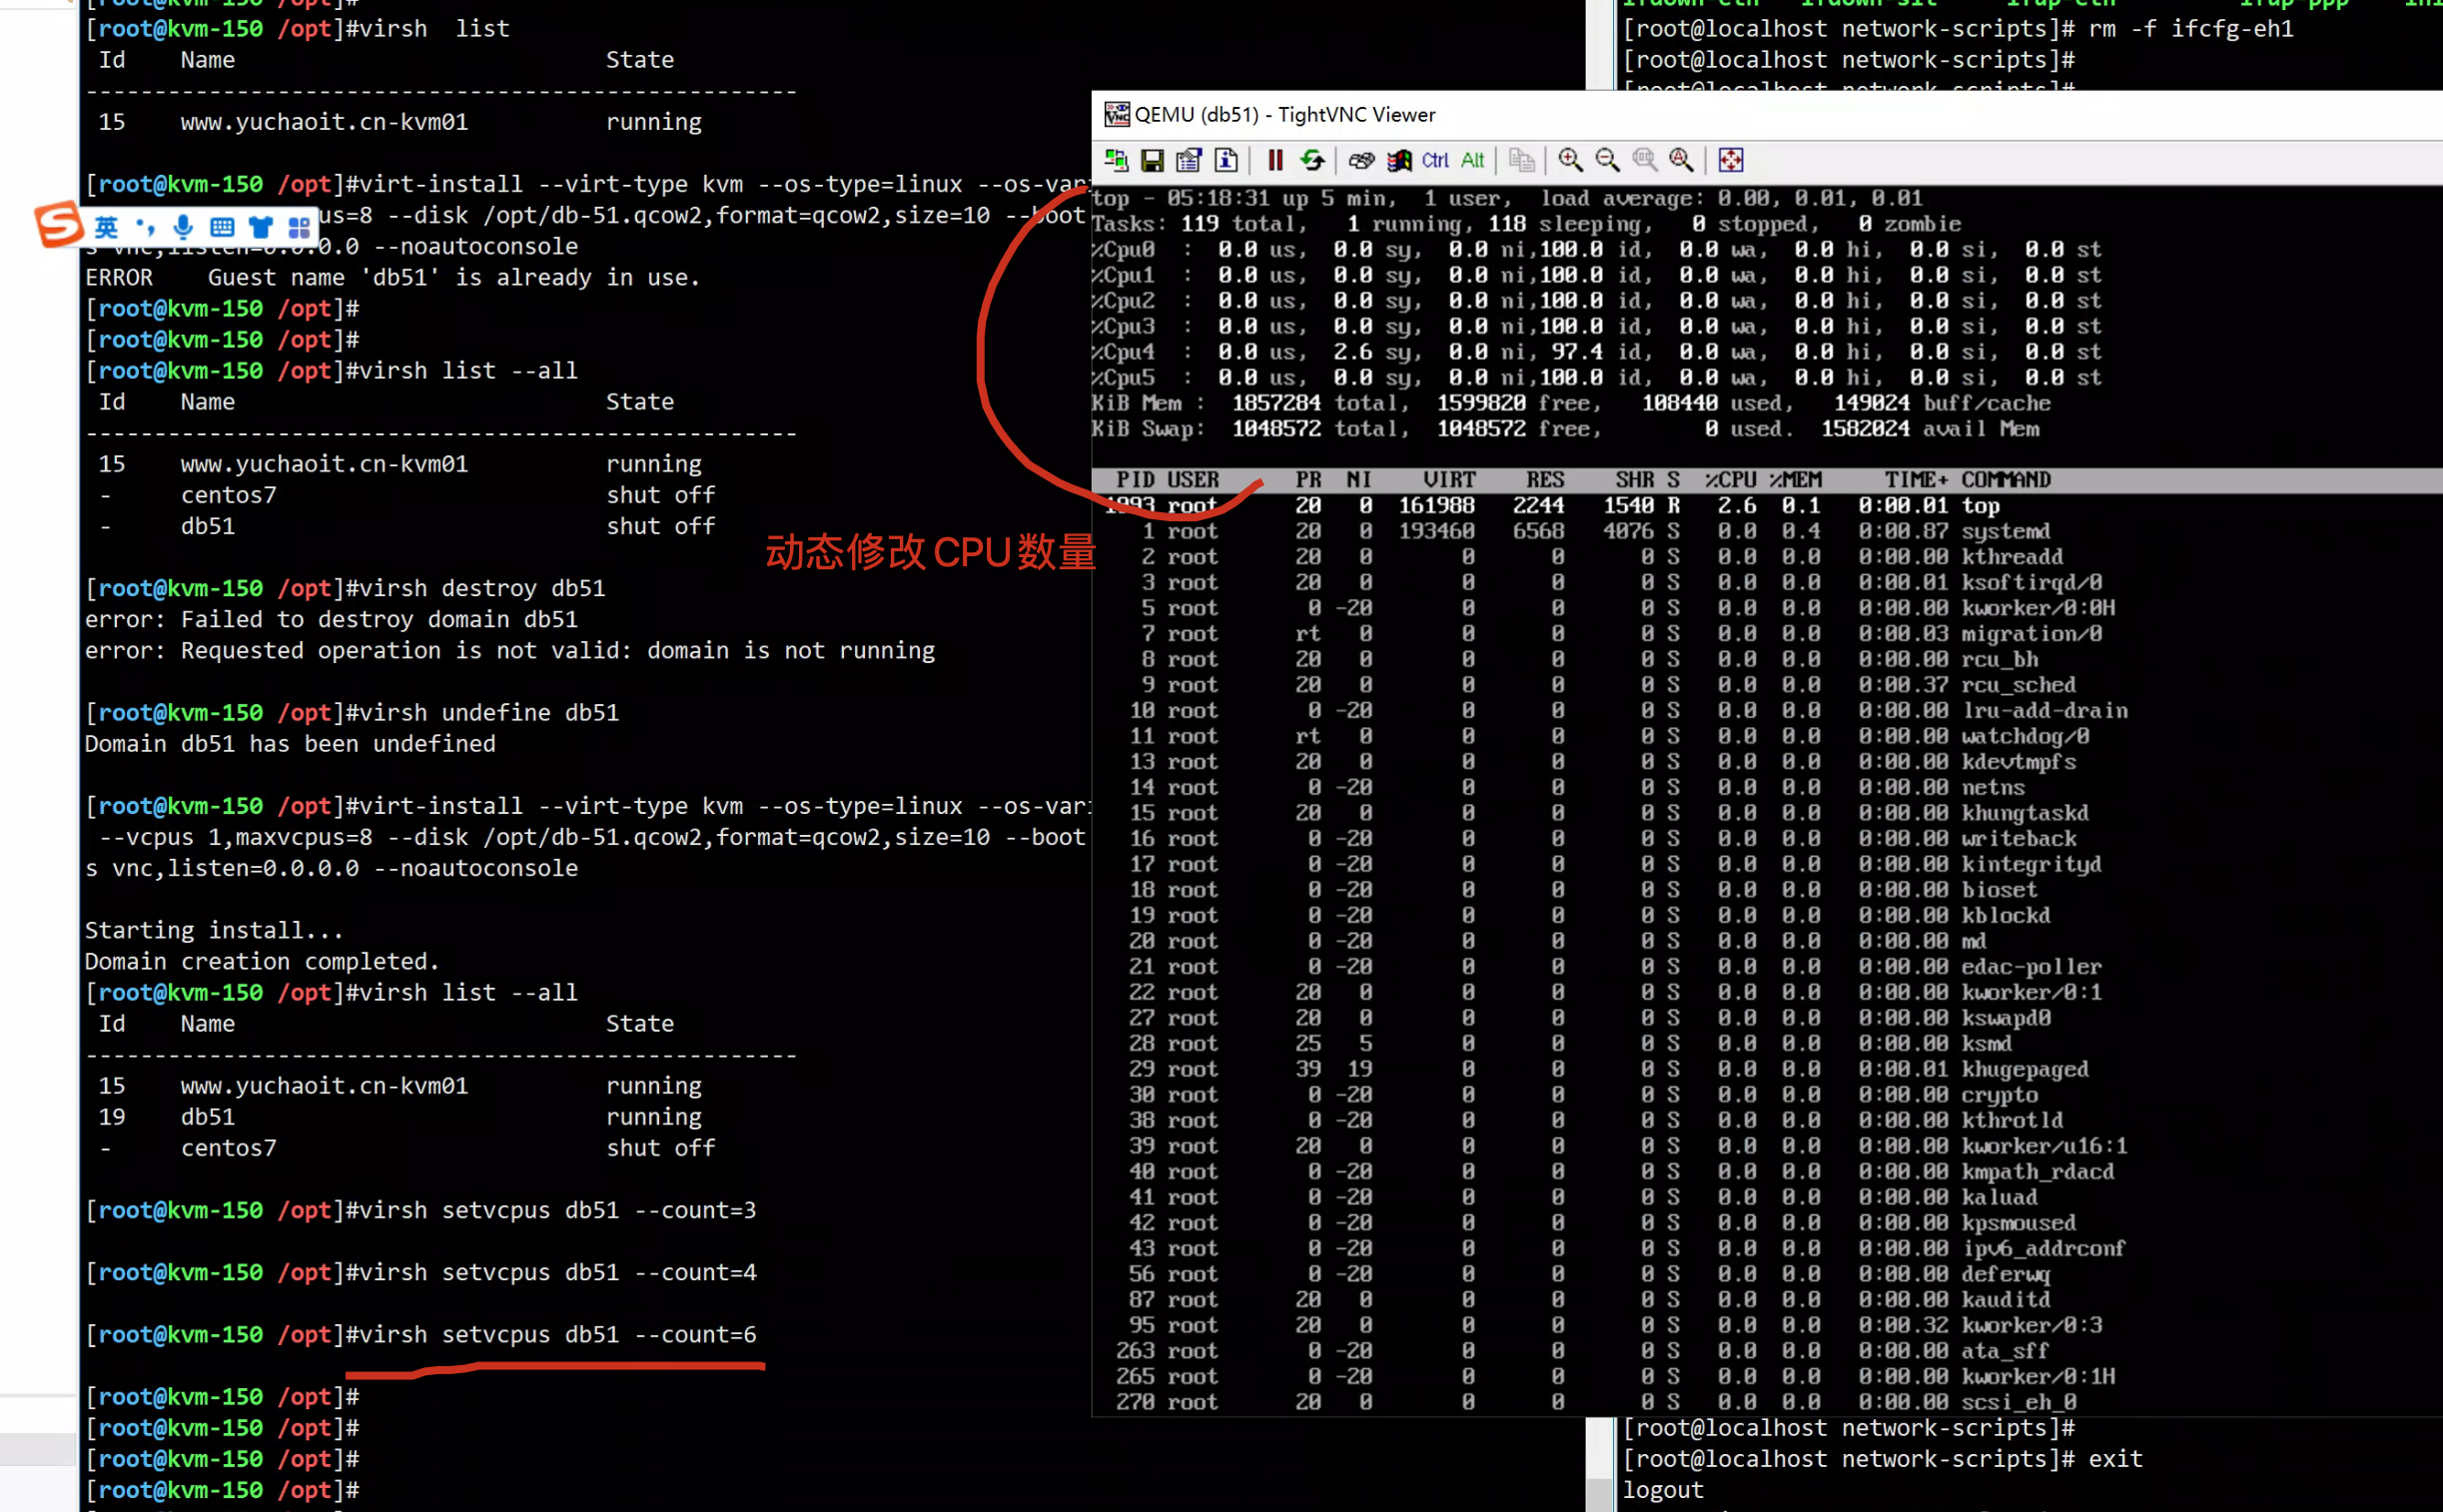 [root@kvm-150 /opt]#
[root@kvm-150 /opt]#virsh  list
 Id    Name                           State
----------------------------------------------------
 15    www.yuchaoit.cn-kvm01          running
[root@kvm-150 /opt]#virt-install --virt-type kvm --os-type=linux --os-vari
us=8 --disk /opt/db-51.qcow2,format=qcow2,size=10 --boot
英
s vnc,listen=0.0.0.0 --noautoconsole
ERROR    Guest name 'db51' is already in use.
[root@kvm-150 /opt]#
[root@kvm-150 /opt]#
[root@kvm-150 /opt]#virsh list --all
 Id    Name                           State
----------------------------------------------------
 15    www.yuchaoit.cn-kvm01          running
 -     centos7                        shut off
 -     db51                           shut off
[root@kvm-150 /opt]#virsh destroy db51
error: Failed to destroy domain db51
error: Requested operation is not valid: domain is not running
[root@kvm-150 /opt]#virsh undefine db51
Domain db51 has been undefined
[root@kvm-150 /opt]#virt-install --virt-type kvm --os-type=linux --os-vari
 --vcpus 1,maxvcpus=8 --disk /opt/db-51.qcow2,format=qcow2,size=10 --boot
s vnc,listen=0.0.0.0 --noautoconsole
Starting install...
Domain creation completed.
[root@kvm-150 /opt]#virsh list --all
 Id    Name                           State
----------------------------------------------------
 15    www.yuchaoit.cn-kvm01          running
 19    db51                           running
 -     centos7                        shut off
[root@kvm-150 /opt]#virsh setvcpus db51 --count=3
[root@kvm-150 /opt]#virsh setvcpus db51 --count=4
[root@kvm-150 /opt]#virsh setvcpus db51 --count=6
[root@kvm-150 /opt]#
[root@kvm-150 /opt]#
[root@kvm-150 /opt]#
[root@kvm-150 /opt]#
动态修改CPU数量
ifdown-eth   ifdown-sit     ifup-eth         ifup-ppp
[root@localhost network-scripts]# rm -f ifcfg-eh1
[root@localhost network-scripts]#
[root@localhost network-scripts]#
QEMU (db51) - TightVNC Viewer
Ctrl Alt
top - 05:18:31 up 5 min,  1 user,  load average: 0.00, 0.01, 0.01
Tasks: 119 total,   1 running, 118 sleeping,   0 stopped,   0 zombie
%Cpu0  :  0.0 us,  0.0 sy,  0.0 ni,100.0 id,  0.0 wa,  0.0 hi,  0.0 si,  0.0 st
%Cpu1  :  0.0 us,  0.0 sy,  0.0 ni,100.0 id,  0.0 wa,  0.0 hi,  0.0 si,  0.0 st
%Cpu2  :  0.0 us,  0.0 sy,  0.0 ni,100.0 id,  0.0 wa,  0.0 hi,  0.0 si,  0.0 st
%Cpu3  :  0.0 us,  0.0 sy,  0.0 ni,100.0 id,  0.0 wa,  0.0 hi,  0.0 si,  0.0 st
%Cpu4  :  0.0 us,  2.6 sy,  0.0 ni, 97.4 id,  0.0 wa,  0.0 hi,  0.0 si,  0.0 st
%Cpu5  :  0.0 us,  0.0 sy,  0.0 ni,100.0 id,  0.0 wa,  0.0 hi,  0.0 si,  0.0 st
KiB Mem :  1857284 total,  1599820 free,   108440 used,   149024 buff/cache
KiB Swap:  1048572 total,  1048572 free,        0 used.  1582024 avail Mem
  PID USER      PR  NI    VIRT    RES    SHR S  %CPU %MEM     TIME+ COMMAND
 1993 root      20   0  161988   2244   1540 R   2.6  0.1   0:00.01 top
    1 root      20   0  193460   6568   4076 S   0.0  0.4   0:00.87 systemd
    2 root      20   0       0      0      0 S   0.0  0.0   0:00.00 kthreadd
    3 root      20   0       0      0      0 S   0.0  0.0   0:00.01 ksoftirqd/0
    5 root       0 -20       0      0      0 S   0.0  0.0   0:00.00 kworker/0:0H
    7 root      rt   0       0      0      0 S   0.0  0.0   0:00.03 migration/0
    8 root      20   0       0      0      0 S   0.0  0.0   0:00.00 rcu_bh
    9 root      20   0       0      0      0 S   0.0  0.0   0:00.37 rcu_sched
   10 root       0 -20       0      0      0 S   0.0  0.0   0:00.00 lru-add-drain
   11 root      rt   0       0      0      0 S   0.0  0.0   0:00.00 watchdog/0
   13 root      20   0       0      0      0 S   0.0  0.0   0:00.00 kdevtmpfs
   14 root       0 -20       0      0      0 S   0.0  0.0   0:00.00 netns
   15 root      20   0       0      0      0 S   0.0  0.0   0:00.00 khungtaskd
   16 root       0 -20       0      0      0 S   0.0  0.0   0:00.00 writeback
   17 root       0 -20       0      0      0 S   0.0  0.0   0:00.00 kintegrityd
   18 root       0 -20       0      0      0 S   0.0  0.0   0:00.00 bioset
   19 root       0 -20       0      0      0 S   0.0  0.0   0:00.00 kblockd
   20 root       0 -20       0      0      0 S   0.0  0.0   0:00.00 md
   21 root       0 -20       0      0      0 S   0.0  0.0   0:00.00 edac-poller
   22 root      20   0       0      0      0 S   0.0  0.0   0:00.00 kworker/0:1
   27 root      20   0       0      0      0 S   0.0  0.0   0:00.00 kswapd0
   28 root      25   5       0      0      0 S   0.0  0.0   0:00.00 ksmd
   29 root      39  19       0      0      0 S   0.0  0.0   0:00.01 khugepaged
   30 root       0 -20       0      0      0 S   0.0  0.0   0:00.00 crypto
   38 root       0 -20       0      0      0 S   0.0  0.0   0:00.00 kthrotld
   39 root      20   0       0      0      0 S   0.0  0.0   0:00.00 kworker/u16:1
   40 root       0 -20       0      0      0 S   0.0  0.0   0:00.00 kmpath_rdacd
   41 root       0 -20       0      0      0 S   0.0  0.0   0:00.00 kaluad
   42 root       0 -20       0      0      0 S   0.0  0.0   0:00.00 kpsmoused
   43 root       0 -20       0      0      0 S   0.0  0.0   0:00.00 ipv6_addrconf
   56 root       0 -20       0      0      0 S   0.0  0.0   0:00.00 deferwq
   87 root      20   0       0      0      0 S   0.0  0.0   0:00.00 kauditd
   95 root      20   0       0      0      0 S   0.0  0.0   0:00.32 kworker/0:3
  263 root       0 -20       0      0      0 S   0.0  0.0   0:00.00 ata_sff
  265 root       0 -20       0      0      0 S   0.0  0.0   0:00.00 kworker/0:1H
  270 root      20   0       0      0      0 S   0.0  0.0   0:00.00 scsi_eh_0
[root@localhost network-scripts]#
[root@localhost network-scripts]# exit
logout